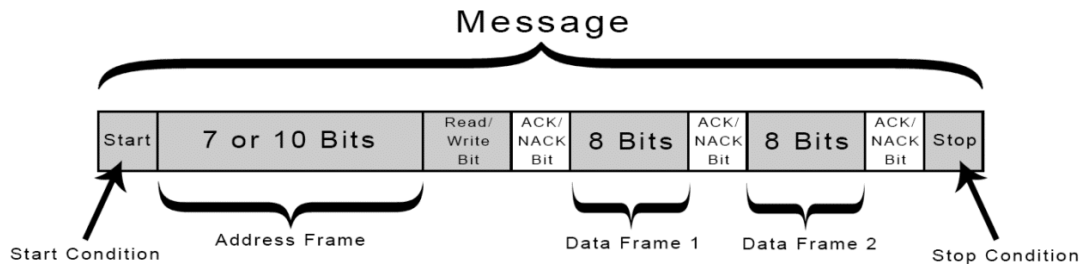 Message
Start
7 or 10 Bits
Read/
Write
Bit
ACK/
NACK
Bit
8 Bits
ACK/
NACK
Bit
8 Bits
ACK/
NACK
Bit
Stop
Start Condition
Address Frame
Data Frame 1
Data Frame 2
Stop Condition